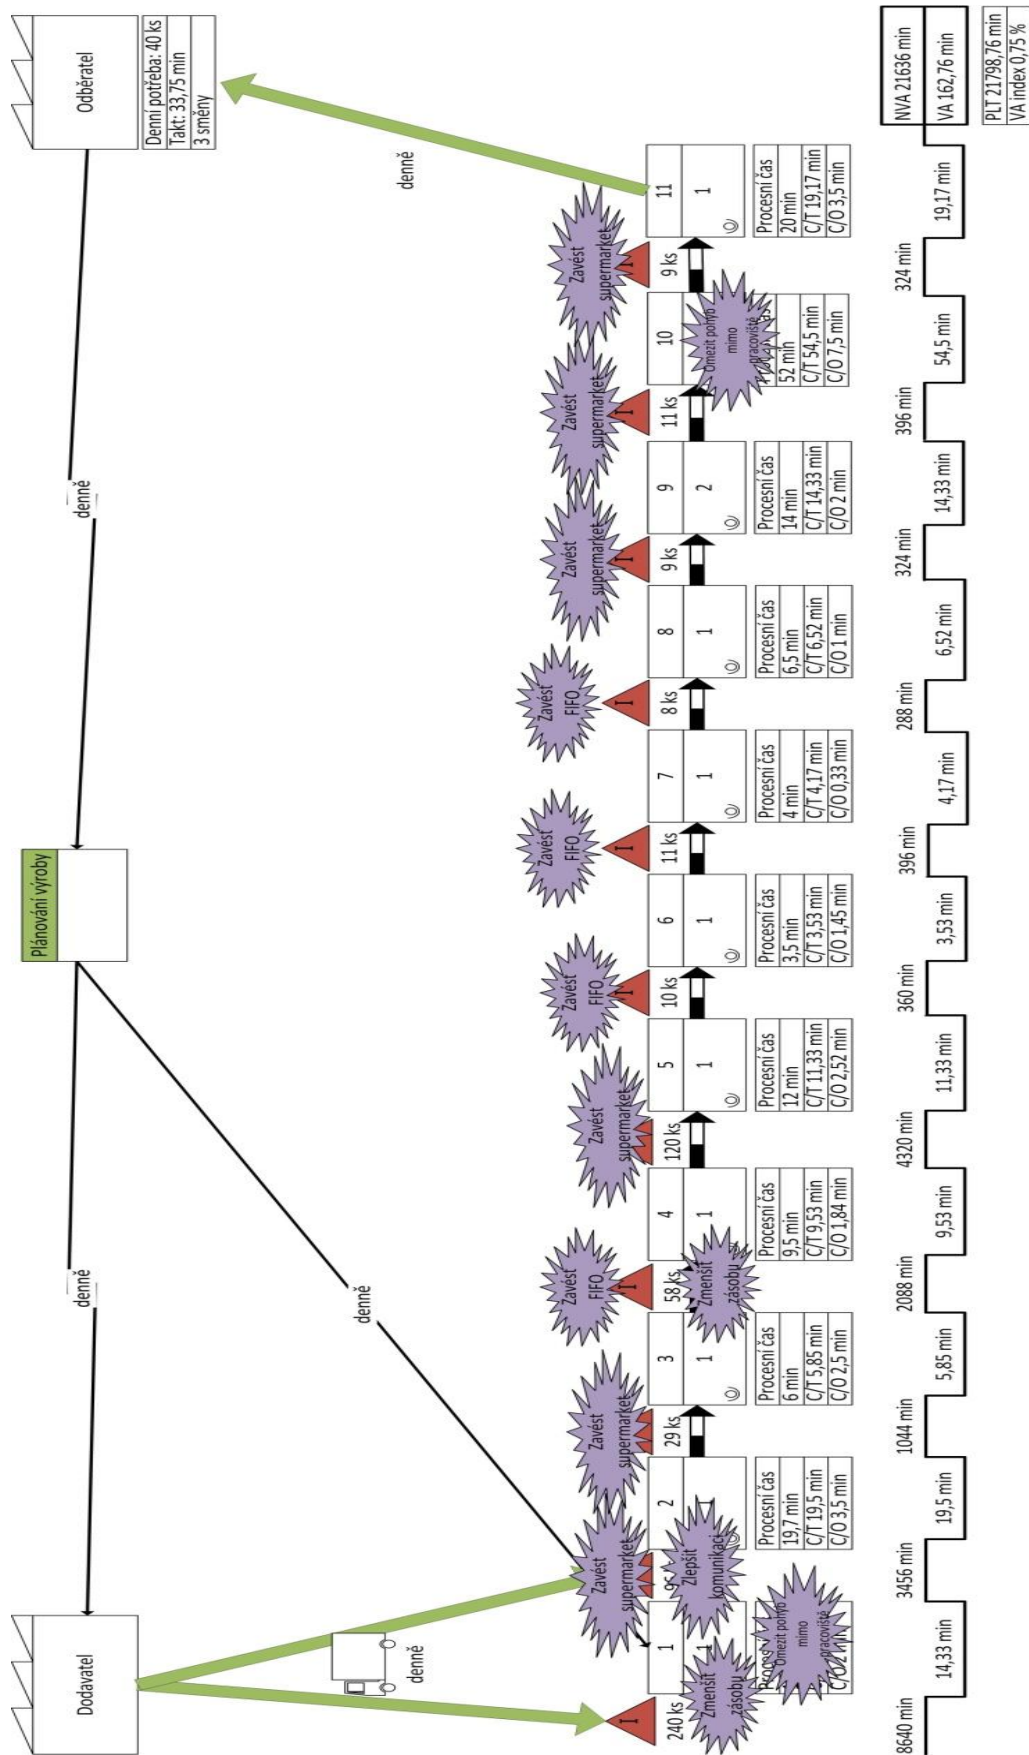 Dodavatel
Plánování výroby
Odběratel
Denní potřeba: 40 ks
Takt: 33,75 min
3 směny
denně
denně
denně
denně
denně
Zavést
supermarket
Zavést
supermarket
Zavést
FIFO
Zavést
supermarket
Zavést
FIFO
Zavést
FIFO
Zavést
FIFO
Zavést
supermarket
Zavést
supermarket
Zavést
supermarket
I
I
I
I
I
I
I
I
240 ks
29 ks
58 ks
120 ks
10 ks
11 ks
8 ks
9 ks
11 ks
9 ks
1
1
Zmenšit
zásobu
Omezit pohyb
mimo
pracoviště
Zlepšit
komunikaci
2
1
Procesní čas
19,7 min
C/T 19,5 min
C/O 3,5 min
3
1
Procesní čas
6 min
C/T 5,85 min
C/O 2,5 min
Zmenšit
zásobu
4
1
Procesní čas
9,5 min
C/T 9,53 min
C/O 1,84 min
5
1
Procesní čas
12 min
C/T 11,33 min
C/O 2,52 min
6
1
Procesní čas
3,5 min
C/T 3,53 min
C/O 1,45 min
7
1
Procesní čas
4 min
C/T 4,17 min
C/O 0,33 min
8
1
Procesní čas
6,5 min
C/T 6,52 min
C/O 1 min
9
2
Procesní čas
14 min
C/T 14,33 min
C/O 2 min
10
Omezit pohyb
mimo
pracoviště
52 min
C/T 54,5 min
C/O 7,5 min
11
1
Procesní čas
20 min
C/T 19,17 min
C/O 3,5 min
8640 min
14,33 min
3456 min
19,5 min
1044 min
5,85 min
2088 min
9,53 min
4320 min
11,33 min
360 min
3,53 min
396 min
4,17 min
288 min
6,52 min
324 min
14,33 min
396 min
54,5 min
324 min
19,17 min
NVA 21636 min
VA 162,76 min
PLT 21798,76 min
VA index 0,75 %